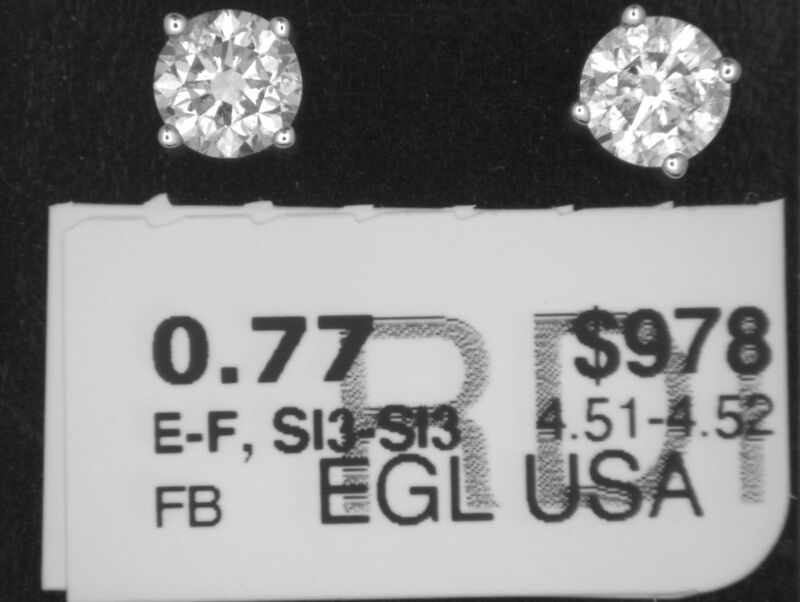 0.77 $978
E-F, SI3-SI3 4.51-4.52
FB EGL USA